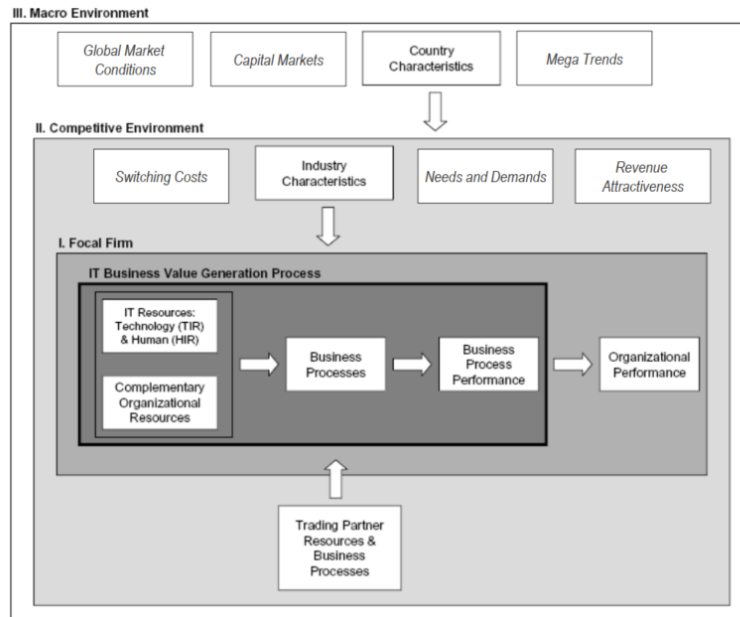 III. Macro Environment
Global Market
Conditions
Capital Markets
Country
Characteristics
Mega Trends
II. Competitive Environment
Switching Costs
Industry
Characteristics
Needs and Demands
Revenue
Attractiveness
I. Focal Firm
IT Business Value Generation Process
IT Resources:
Technology (TIR)
& Human (HIR)
Complementary
Organizational
Resources
Business
Processes
Business
Process
Performance
Organizational
Performance
Trading Partner
Resources &
Business
Processes